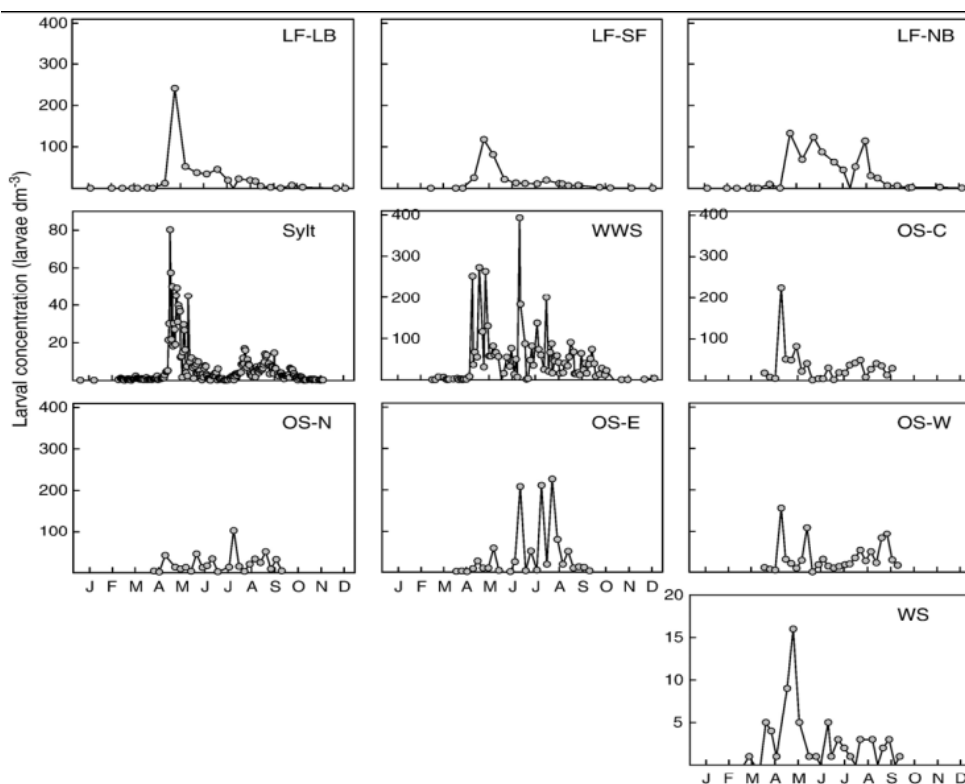 Larval concentration (larvae dm-3)
400 LF-LB LF-SF LF-NB
300
200
100
80 Sylt 400 WWS 400 OS-C
60 300 300
40 200 200
20 100 100
400 OS-N OS-E OS-W
300
200
100
J F M A M J J A S O N D J F M A M J J A S O N D
20 WS
15
10
5
J F M A M J J A S O N D